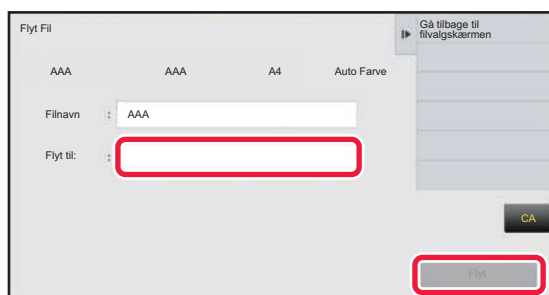 Flyt Fil
Gå tilbage til
filvalgskærmen
AAA AAA A4 Auto Farve
Filnavn : AAA
Flyt til: :
CA
Flyt